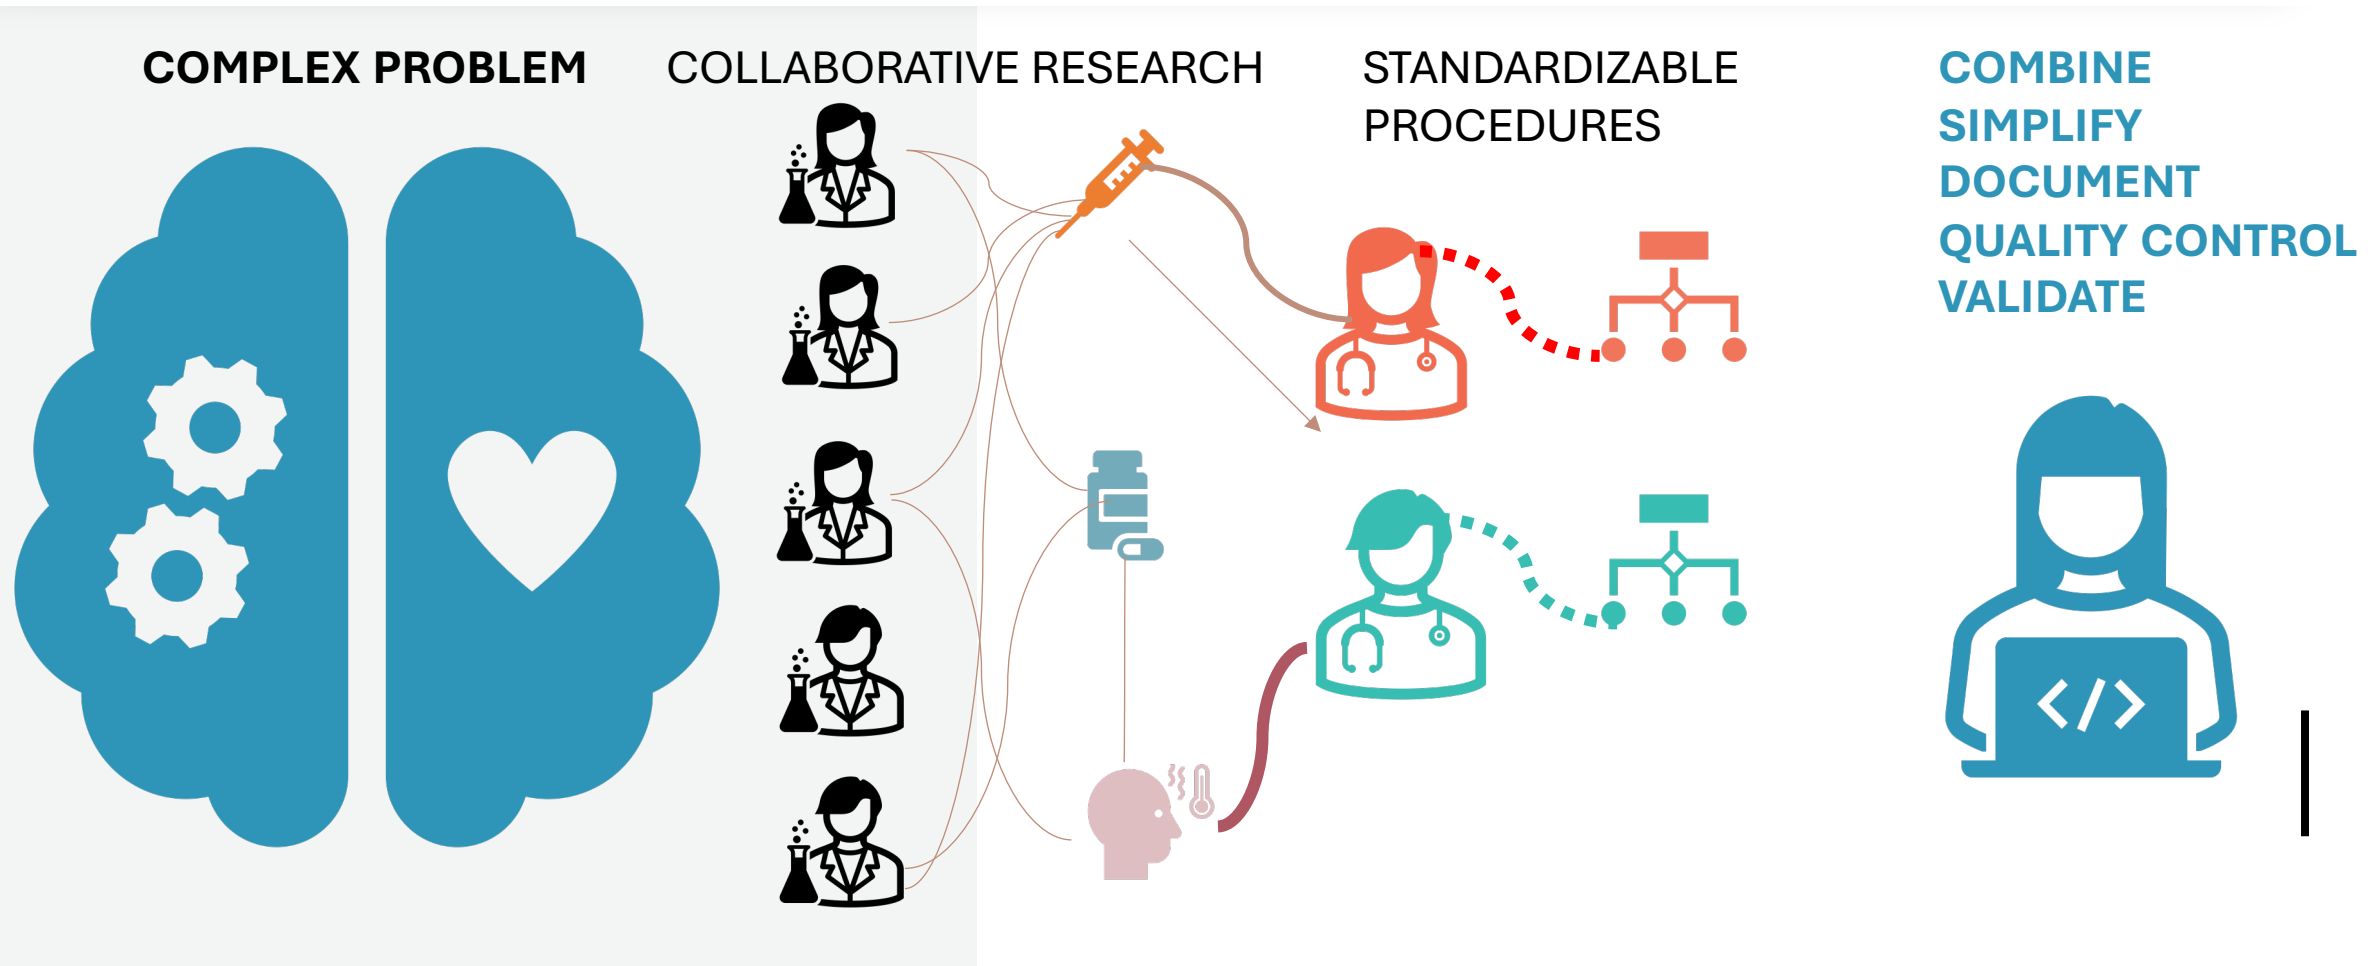 COMPLEX PROBLEM
COLLABORATIVE RESEARCH
STANDARDIZABLE
PROCEDURES
COMBINE
SIMPLIFY
DOCUMENT
QUALITY CONTROL
VALIDATE
</>